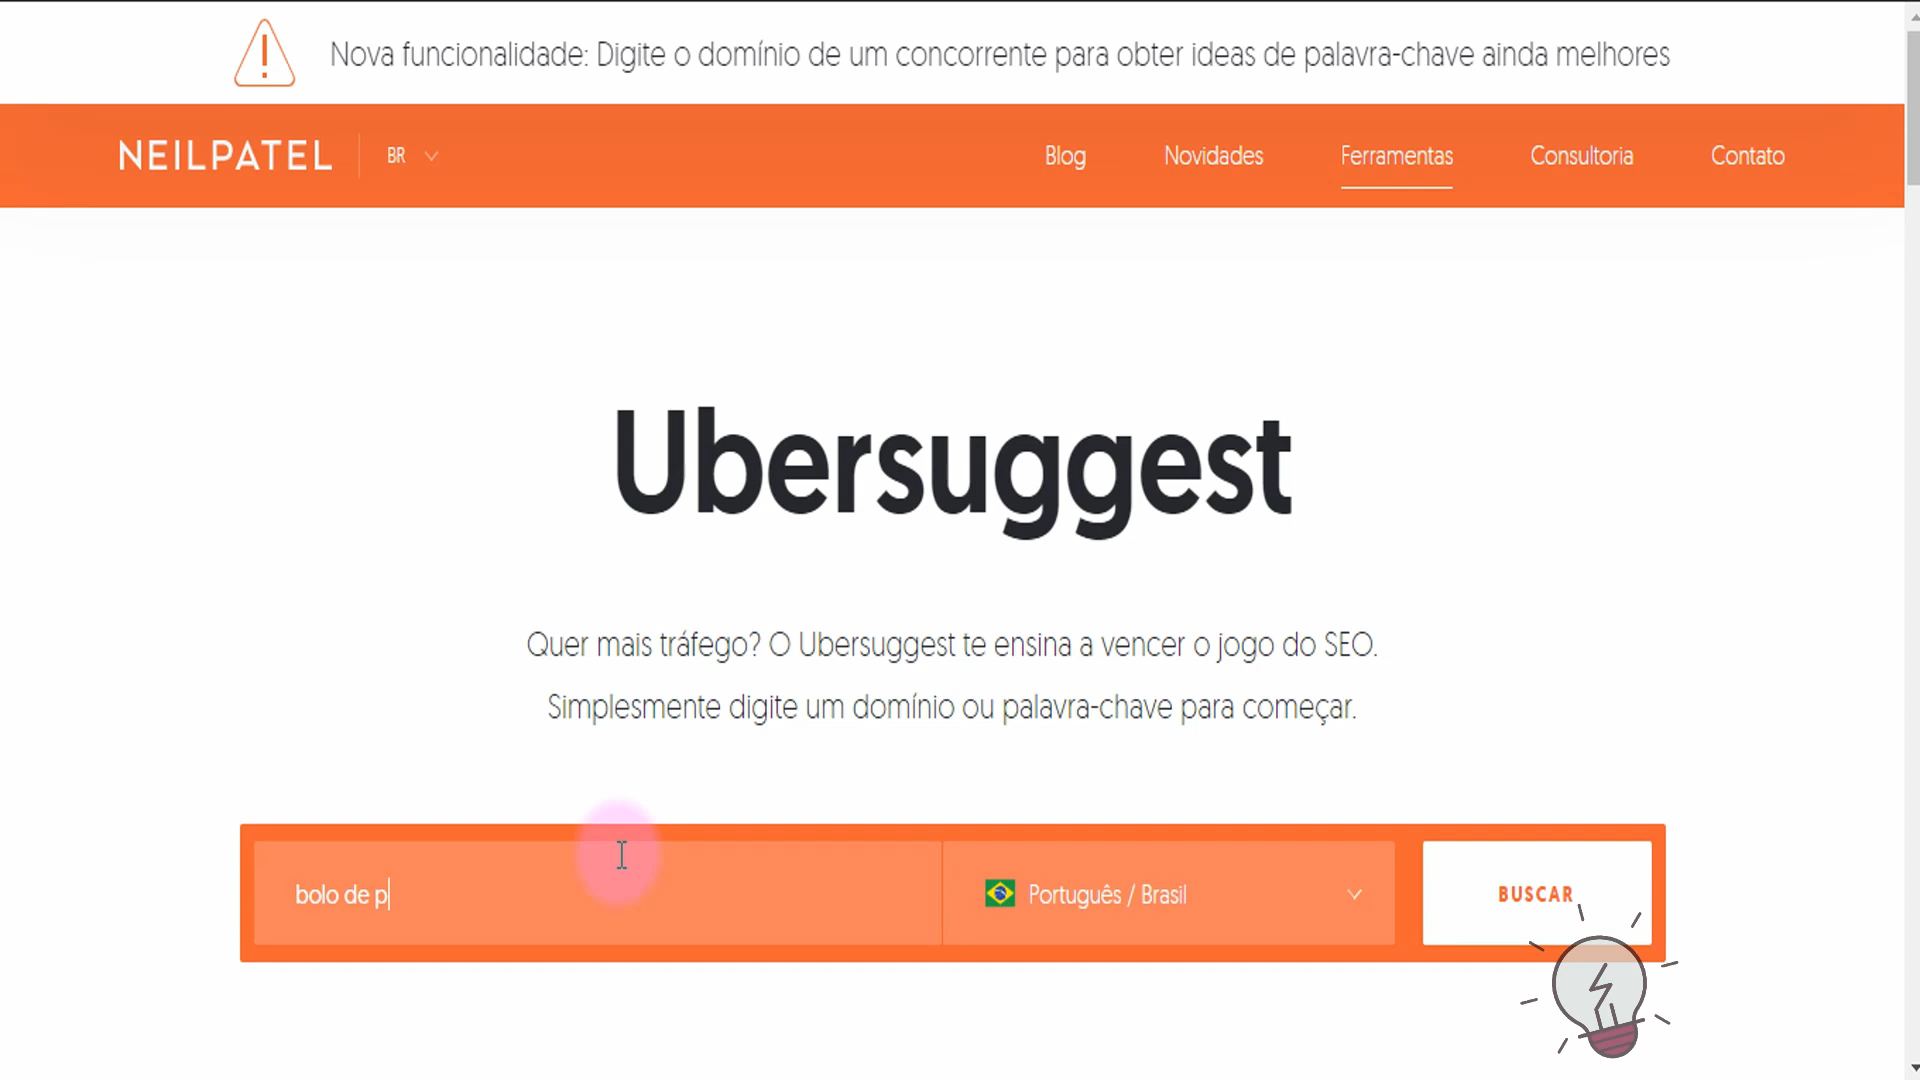 Nova funcionalidade: Digite o domínio de um concorrente para obter ideas de palavra-chave ainda melhores
NEILPATEL BR Blog Novidades Ferramentas Consultoria Contato
Ubersuggest
Quer mais tráfego? O Ubersuggest te ensina a vencer o jogo do SEO.
Simplesmente digite um domínio ou palavra-chave para começar.
bolo de p Português / Brasil BUSCAR